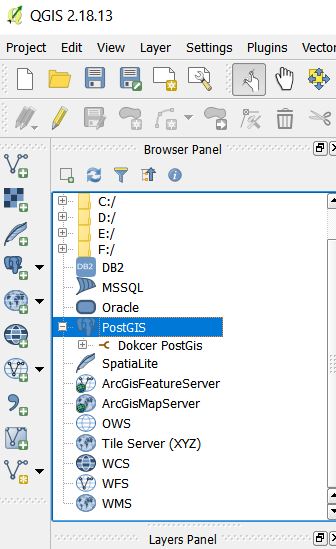 QGIS 2.18.13
Project Edit View Layer Settings Plugins Vector
Browser Panel
C:/
D:/
E:/
F:/
DB2 DB2
MSSQL
Oracle
PostGIS
Dokcer PostGis
SpatiaLite
ArcGisFeatureServer
ArcGisMapServer
OWS
Tile Server (XYZ)
WCS
WFS
WMS
Layers Panel